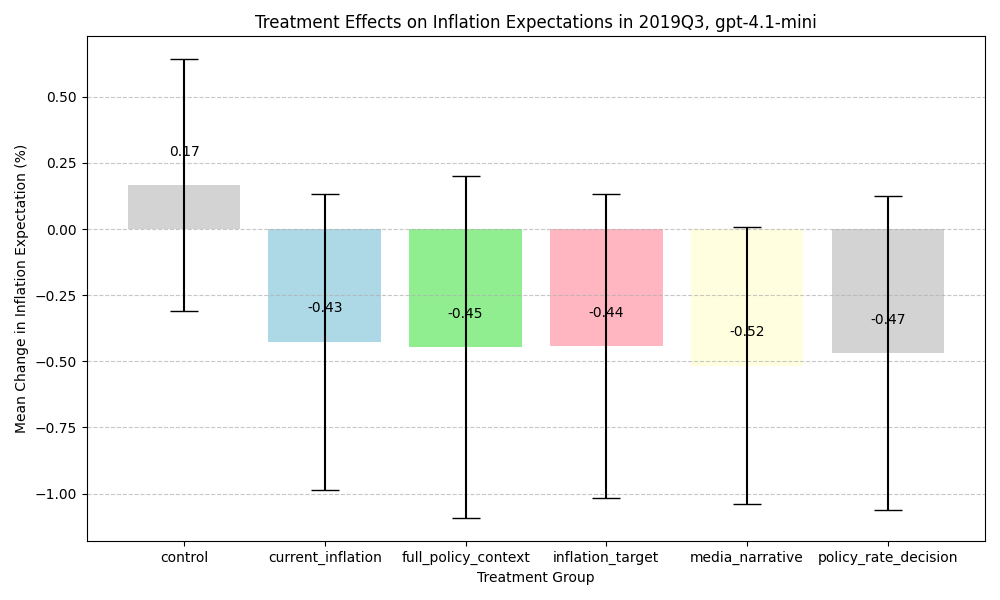 Treatment Effects on Inflation Expectations in 2019Q3, gpt-4.1-mini
Mean Change in Inflation Expectation (%)
0.50
0.25
0.00
−0.25
−0.50
−0.75
−1.00
0.17
-0.43
-0.45
-0.44
-0.52
-0.47
control
current_inflation
full_policy_context
inflation_target
media_narrative
policy_rate_decision
Treatment Group